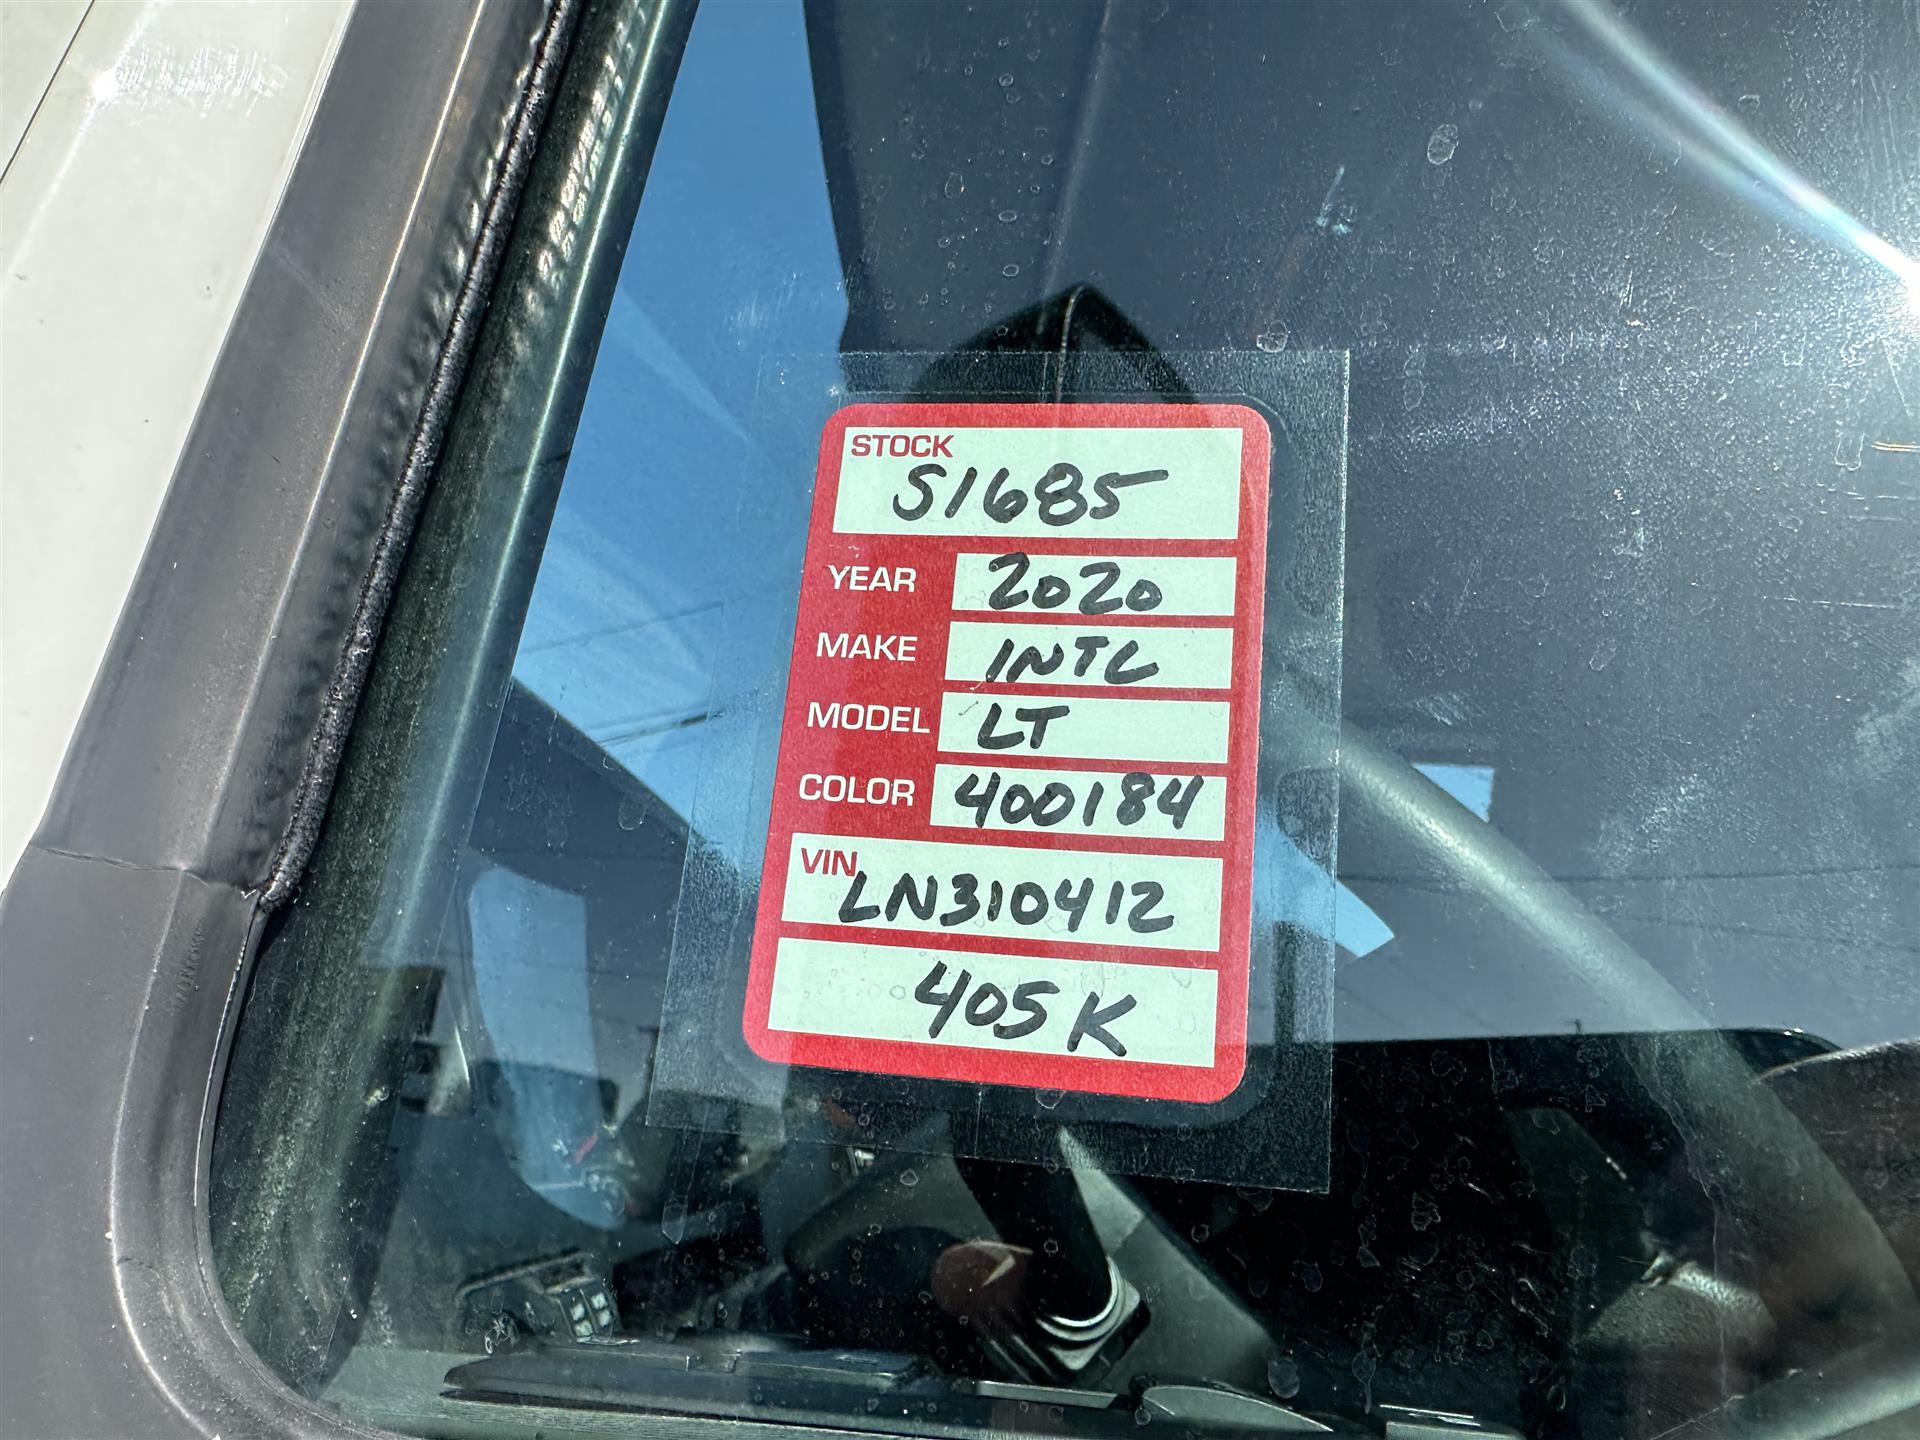 STOCK
S1685
YEAR 2020
MAKE INTL
MODEL LT
COLOR 400184
VIN
LN310412
405K